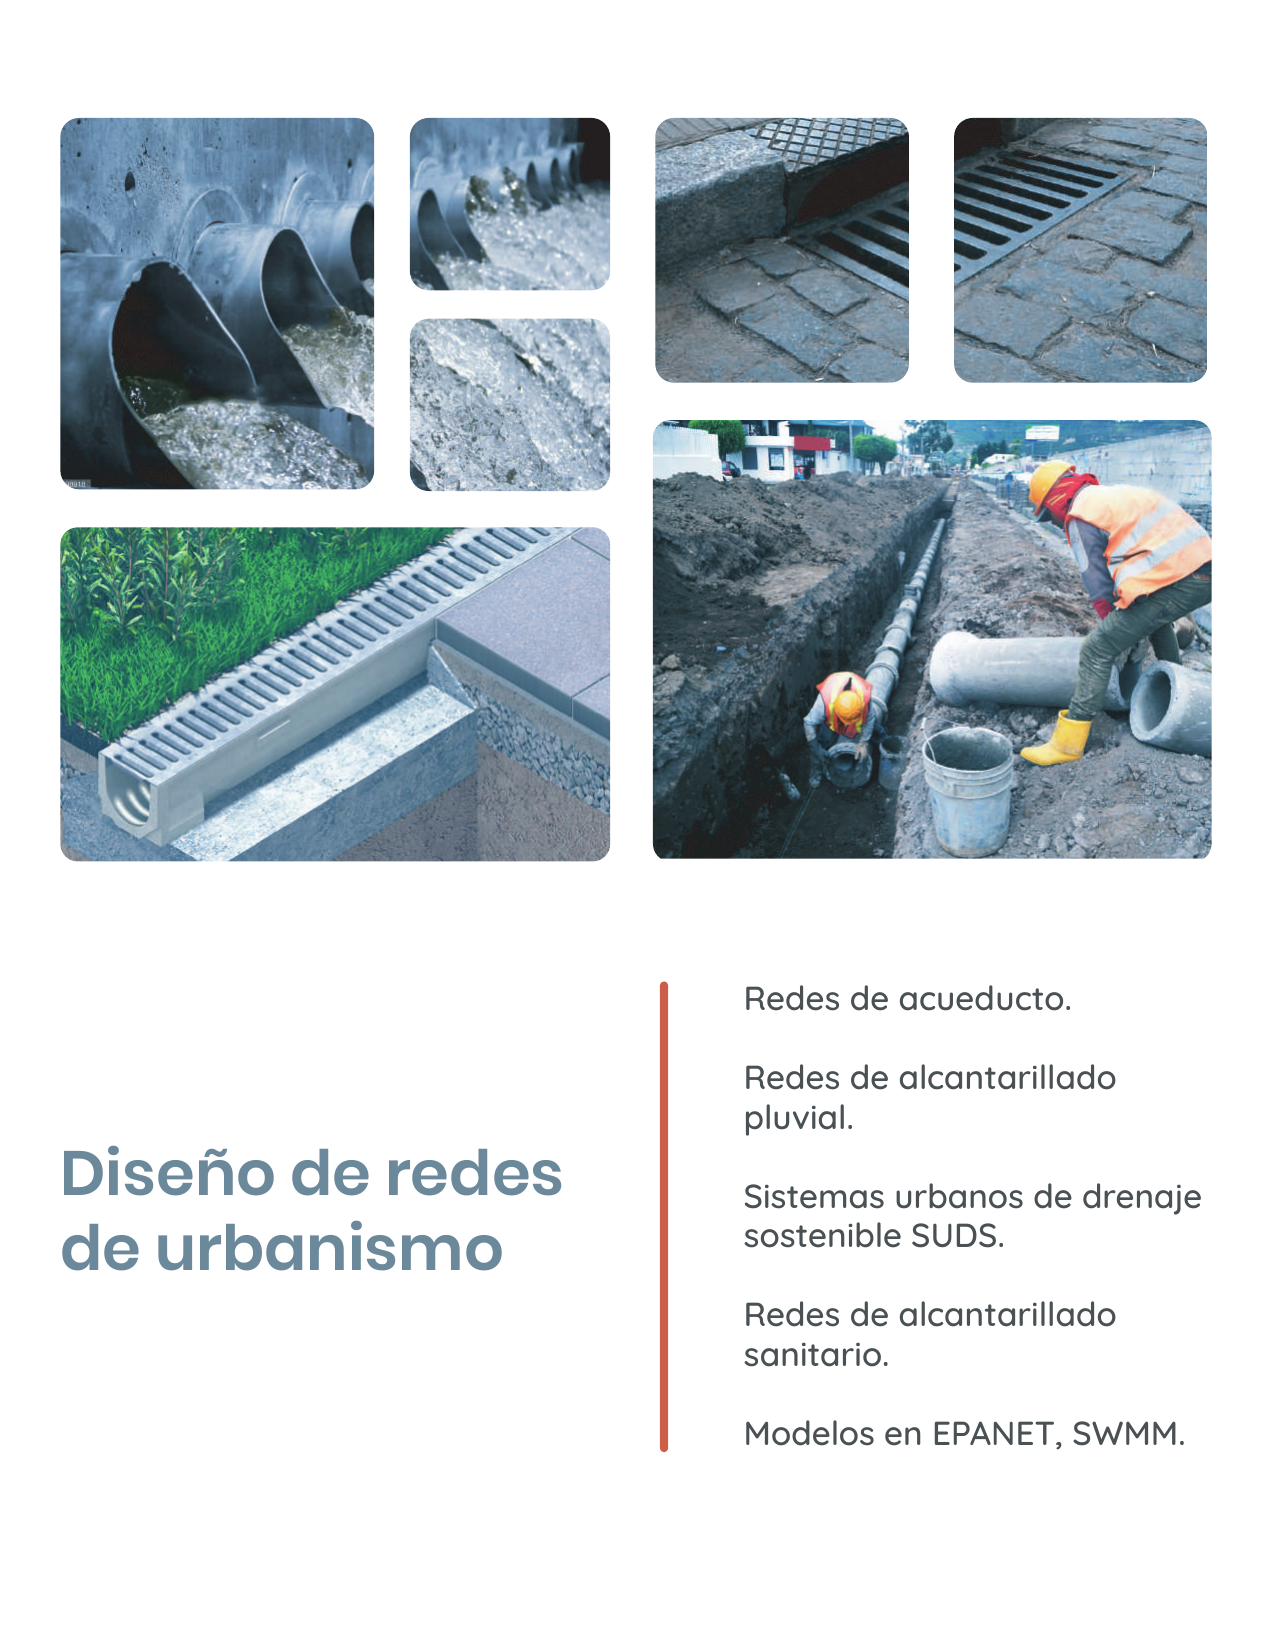 Diseño de redes
de urbanismo
Redes de acueducto.
Redes de alcantarillado
pluvial.
Sistemas urbanos de drenaje
sostenible SUDS.
Redes de alcantarillado
sanitario.
Modelos en EPANET, SWMM.